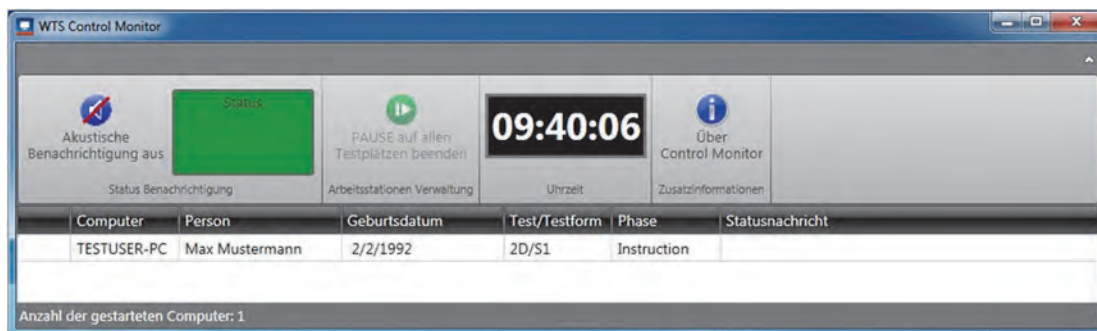 WTS Control Monitor
Akustische
Benachrichtigung aus
Status
PAUSE auf allen
Testplätzen beenden
09:40:06
Über
Control Monitor
Status Benachrichtigung
Arbeitsstationen Verwaltung
Uhrzeit
Zusatzinformationen
Computer Person Geburtsdatum Test/Testform Phase Statusnachricht
TESTUSER-PC Max Mustermann 2/2/1992 2D/S1 Instruction
Anzahl der gestarteten Computer: 1